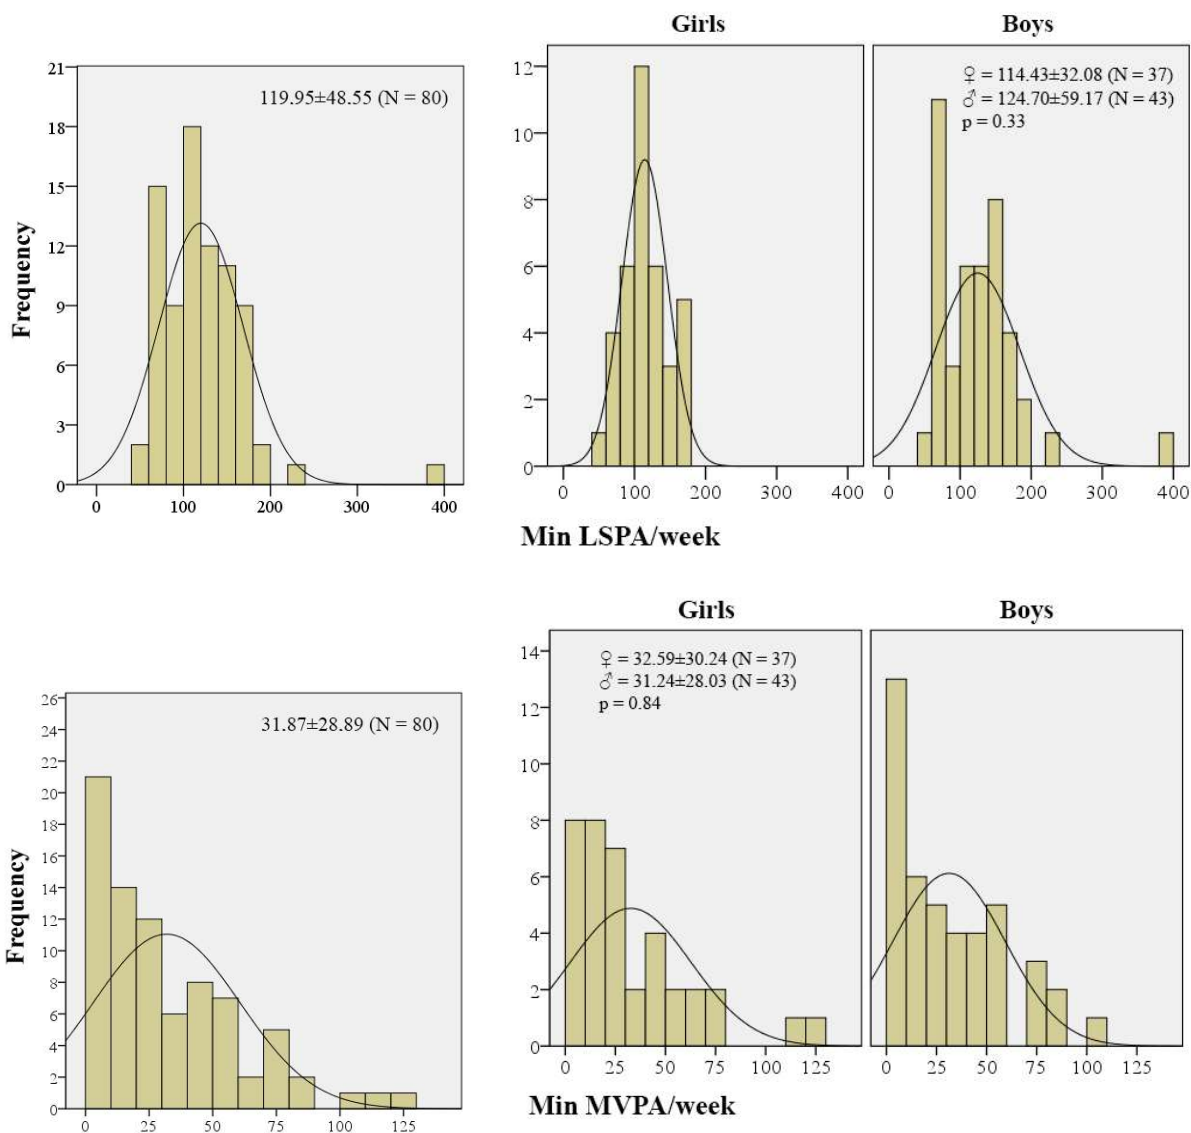 Girls
Boys
21
18
15
12
9
6
3
0
Frequency
119.95±48.55 (N = 80)
0 100 200 300 400
12
10
8
6
4
2
0
♀ = 114.43±32.08 (N = 37)
♂ = 124.70±59.17 (N = 43)
p = 0.33
0 100 200 300 400
0 100 200 300 400
Min LSPA/week
Girls
Boys
26
24
22
20
18
16
14
12
10
8
6
4
2
0
Frequency
31.87±28.89 (N = 80)
0 25 50 75 100 125
14
12
10
8
6
4
2
0
♀ = 32.59±30.24 (N = 37)
♂ = 31.24±28.03 (N = 43)
p = 0.84
0 25 50 75 100 125
0 25 50 75 100 125
Min MVPA/week